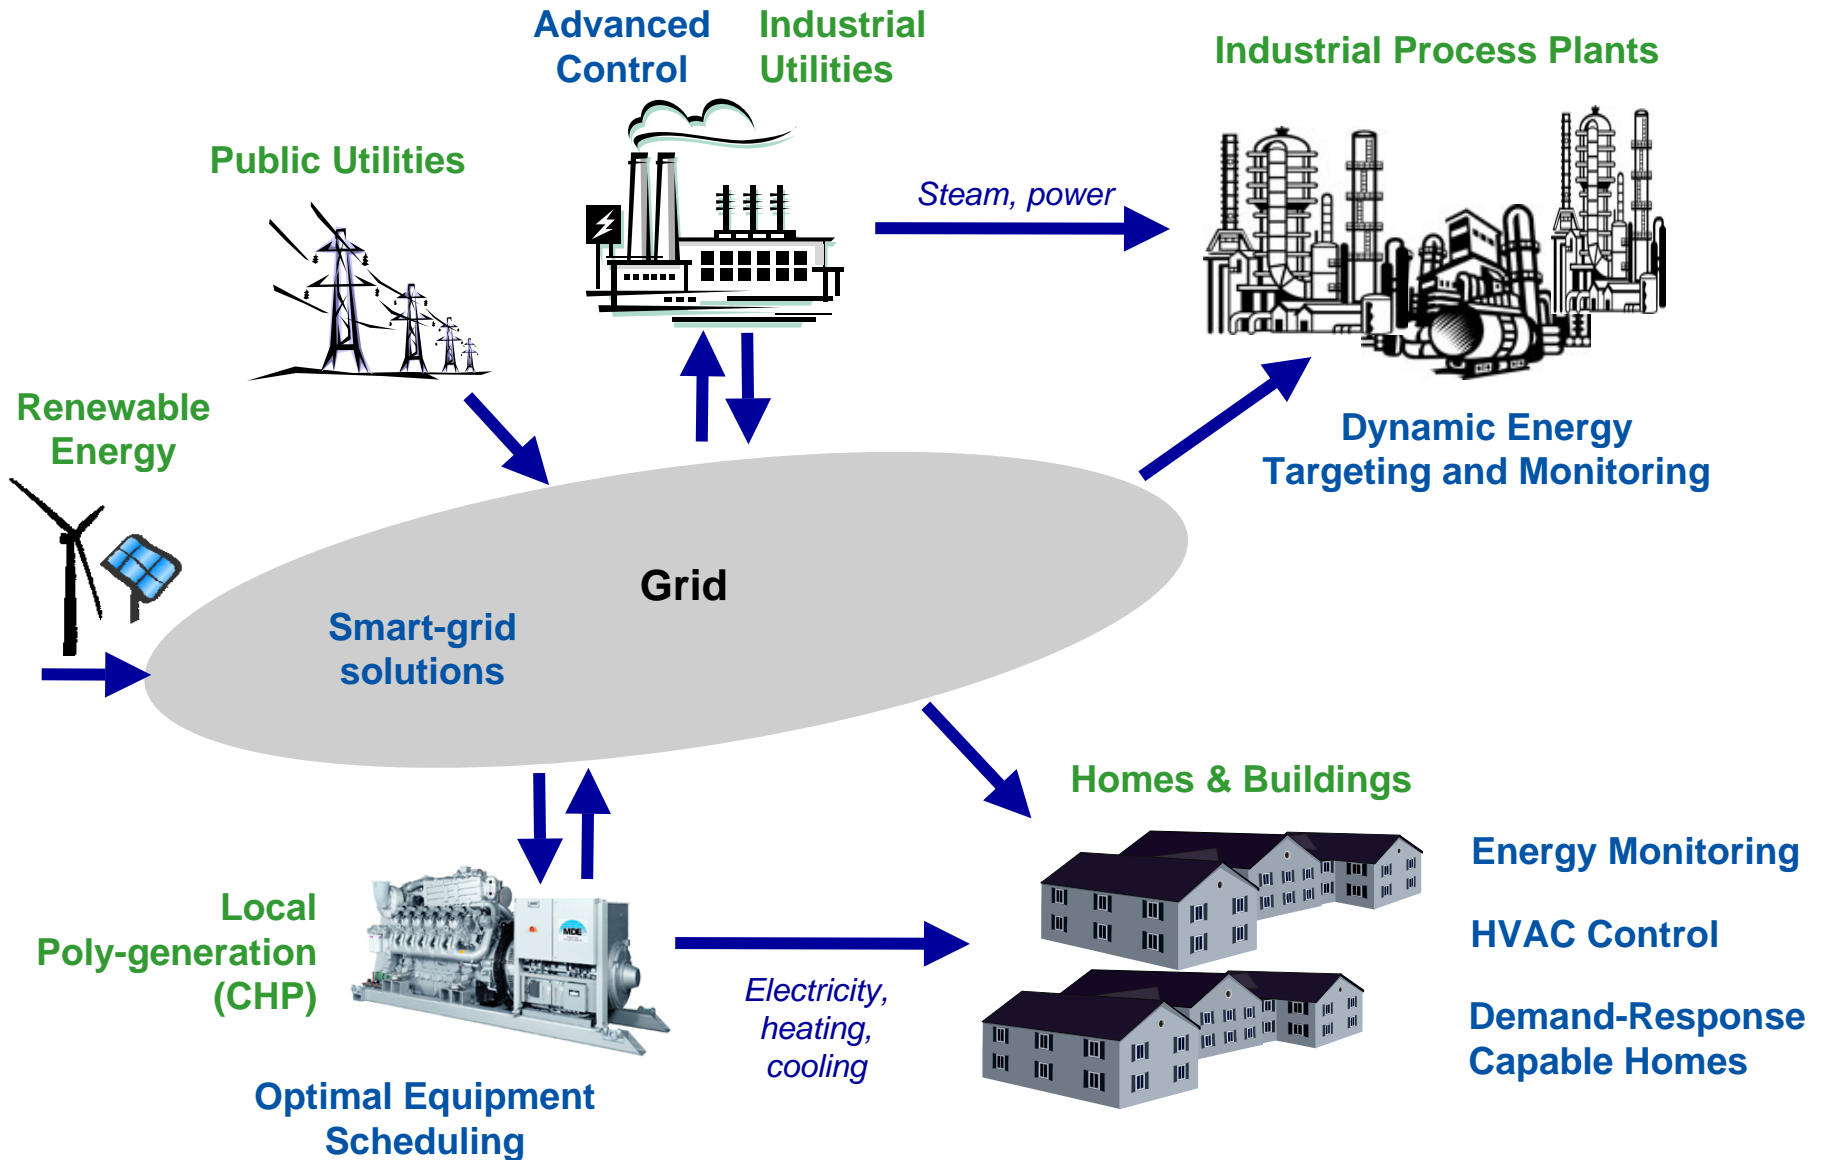 Advanced
Control
Industrial
Utilities
Industrial Process Plants
Public Utilities
Steam, power
Renewable
Energy
Dynamic Energy
Targeting and Monitoring
Grid
Smart-grid
solutions
Homes & Buildings
Energy Monitoring
HVAC Control
Demand-Response
Capable Homes
Local
Poly-generation
(CHP)
MDE
Electricity,
heating,
cooling
Optimal Equipment
Scheduling